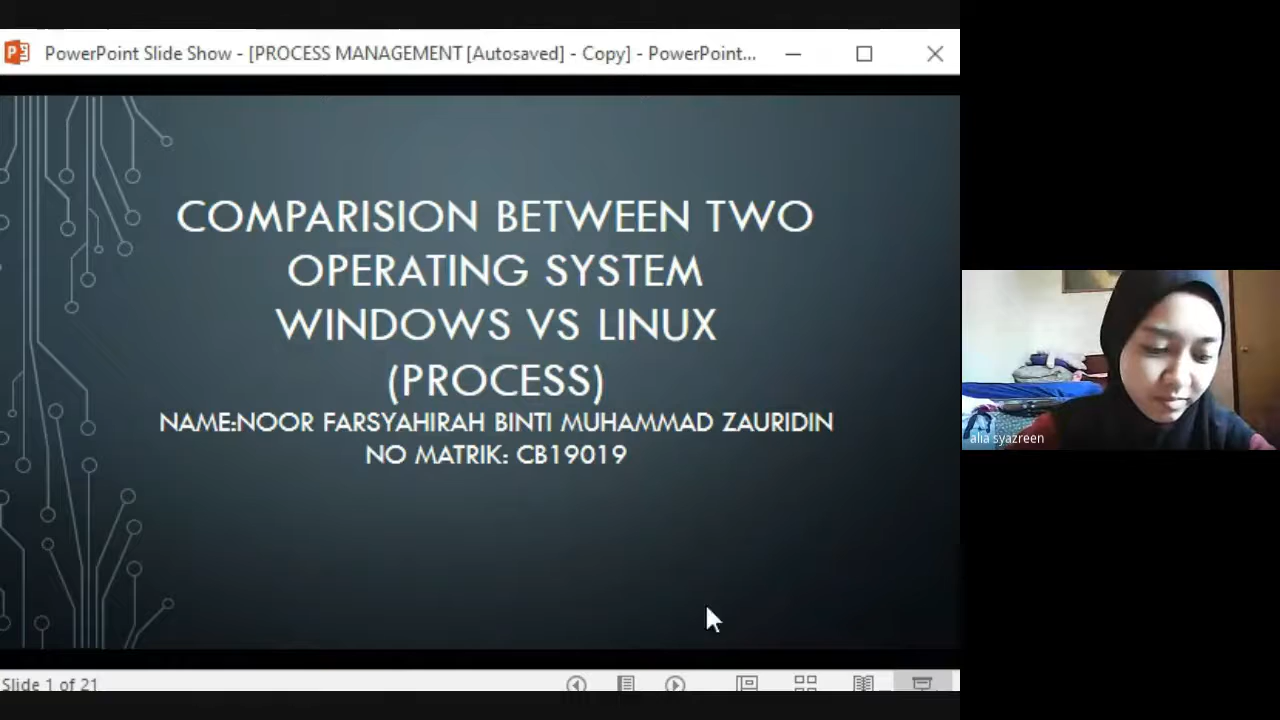 PowerPoint Slide Show - [PROCESS MANAGEMENT [Autosaved] - Copy] - PowerPoint...
COMPARISION BETWEEN TWO
OPERATING SYSTEM
WINDOWS VS LINUX
(PROCESS)
NAME:NOOR FARSYAHIRAH BINTI MUHAMMAD ZAURIDIN
NO MATRIK: CB19019
alia syazreen
Slide 1 of 21